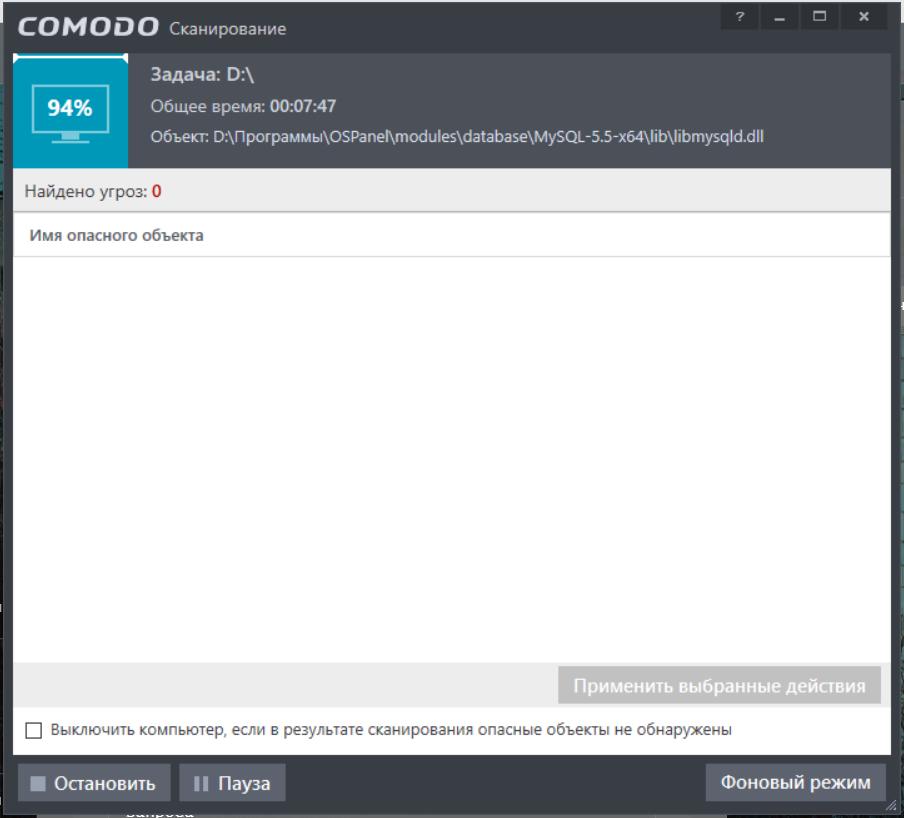 COMODO Сканирование
?
94%
Задача: D:\
Общее время: 00:07:47
Объект: D:\Программы\OSPanel\modules\database\MySQL-5.5-x64\lib\libmysqld.dll
Найдено угроз: 0
Имя опасного объекта
Применить выбранные действия
Выключить компьютер, если в результате сканирования опасные объекты не обнаружены
Остановить
Пауза
Фоновый режим